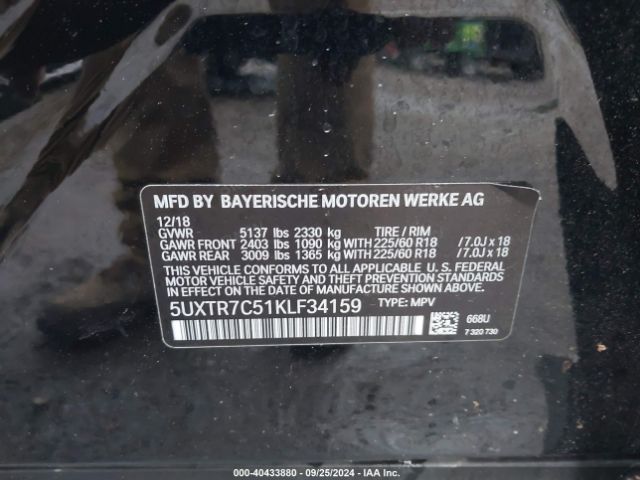 MFD BY BAYERISCHE MOTOREN WERKE AG
12/18
GVWR 5137 lbs 2330 kg TIRE / RIM
GAWR FRONT 2403 lbs 1090 kg WITH 225/60 R18 /7.0J x 18
GAWR REAR 3009 lbs 1365 kg WITH 225/60 R18 /7.0J x 18
THIS VEHICLE CONFORMS TO ALL APPLICABLE U.S. FEDERAL
MOTOR VEHICLE SAFETY AND THEFT PREVENTION STANDARDS
IN EFFECT ON THE DATE OF MANUFACTURE SHOWN ABOVE.
5UXTR7C51KLF34159 TYPE: MPV
668U
7 320 730
000-40433880 - 09/25/2024 - IAA Inc.